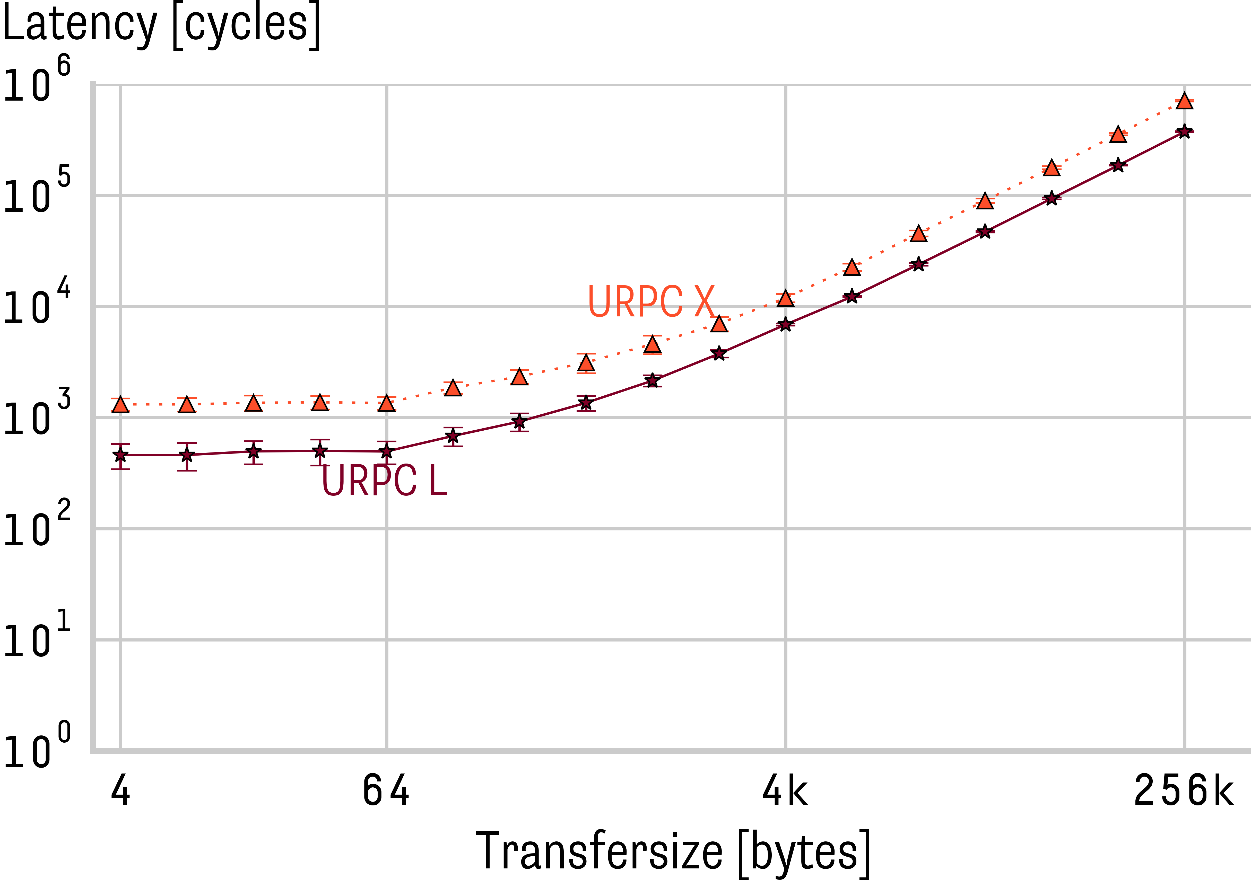 Latency [cycles]
10^6
10^5
10^4
URPC X
10^3
URPC L
10^2
10^1
10^0
4 64 4k 256k
Transfersize [bytes]